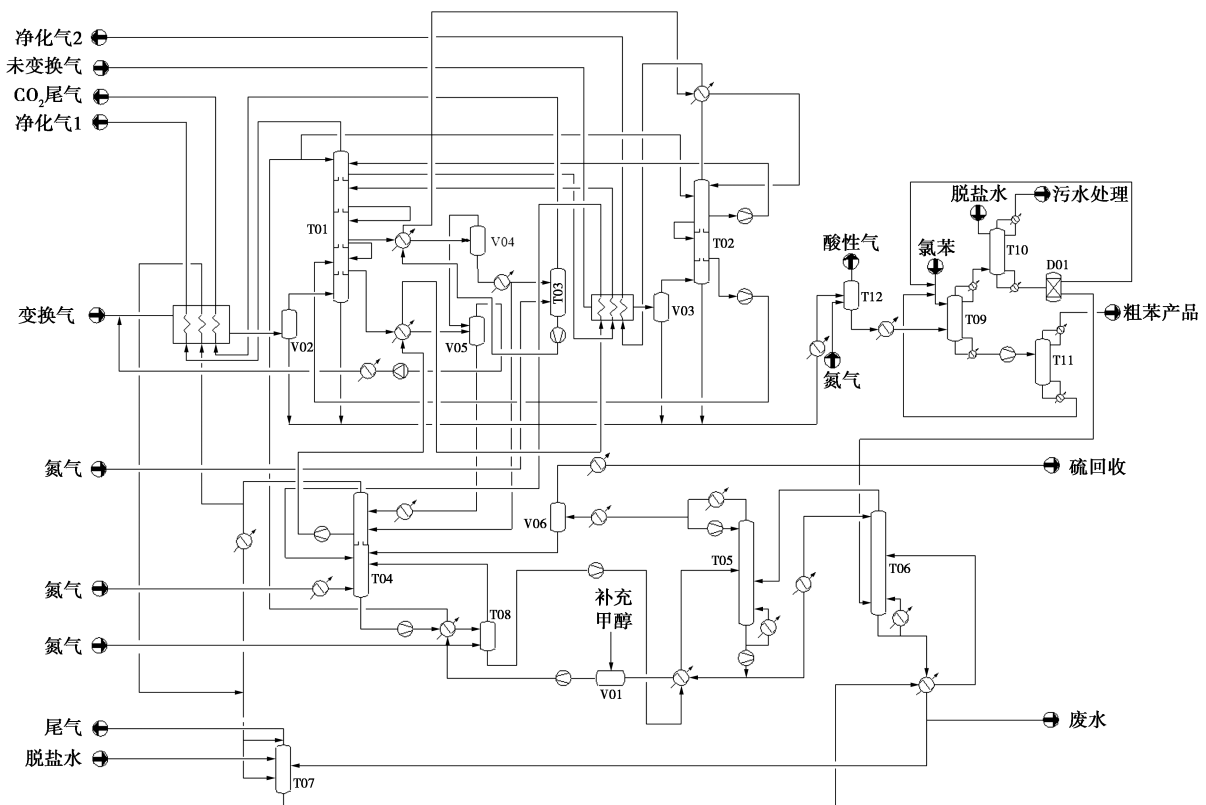 净化气2
未变换气
CO₂尾气
净化气1
变换气
T01
V02
V04
V05
T03
V03
T02
酸性气
T12
氮气
氯苯
脱盐水
污水处理
T10
D01
T09
粗苯产品
T11
氮气
硫回收
V06
T04
T05
T06
氮气
T08
补充
甲醇
氮气
V01
尾气
废水
脱盐水
T07